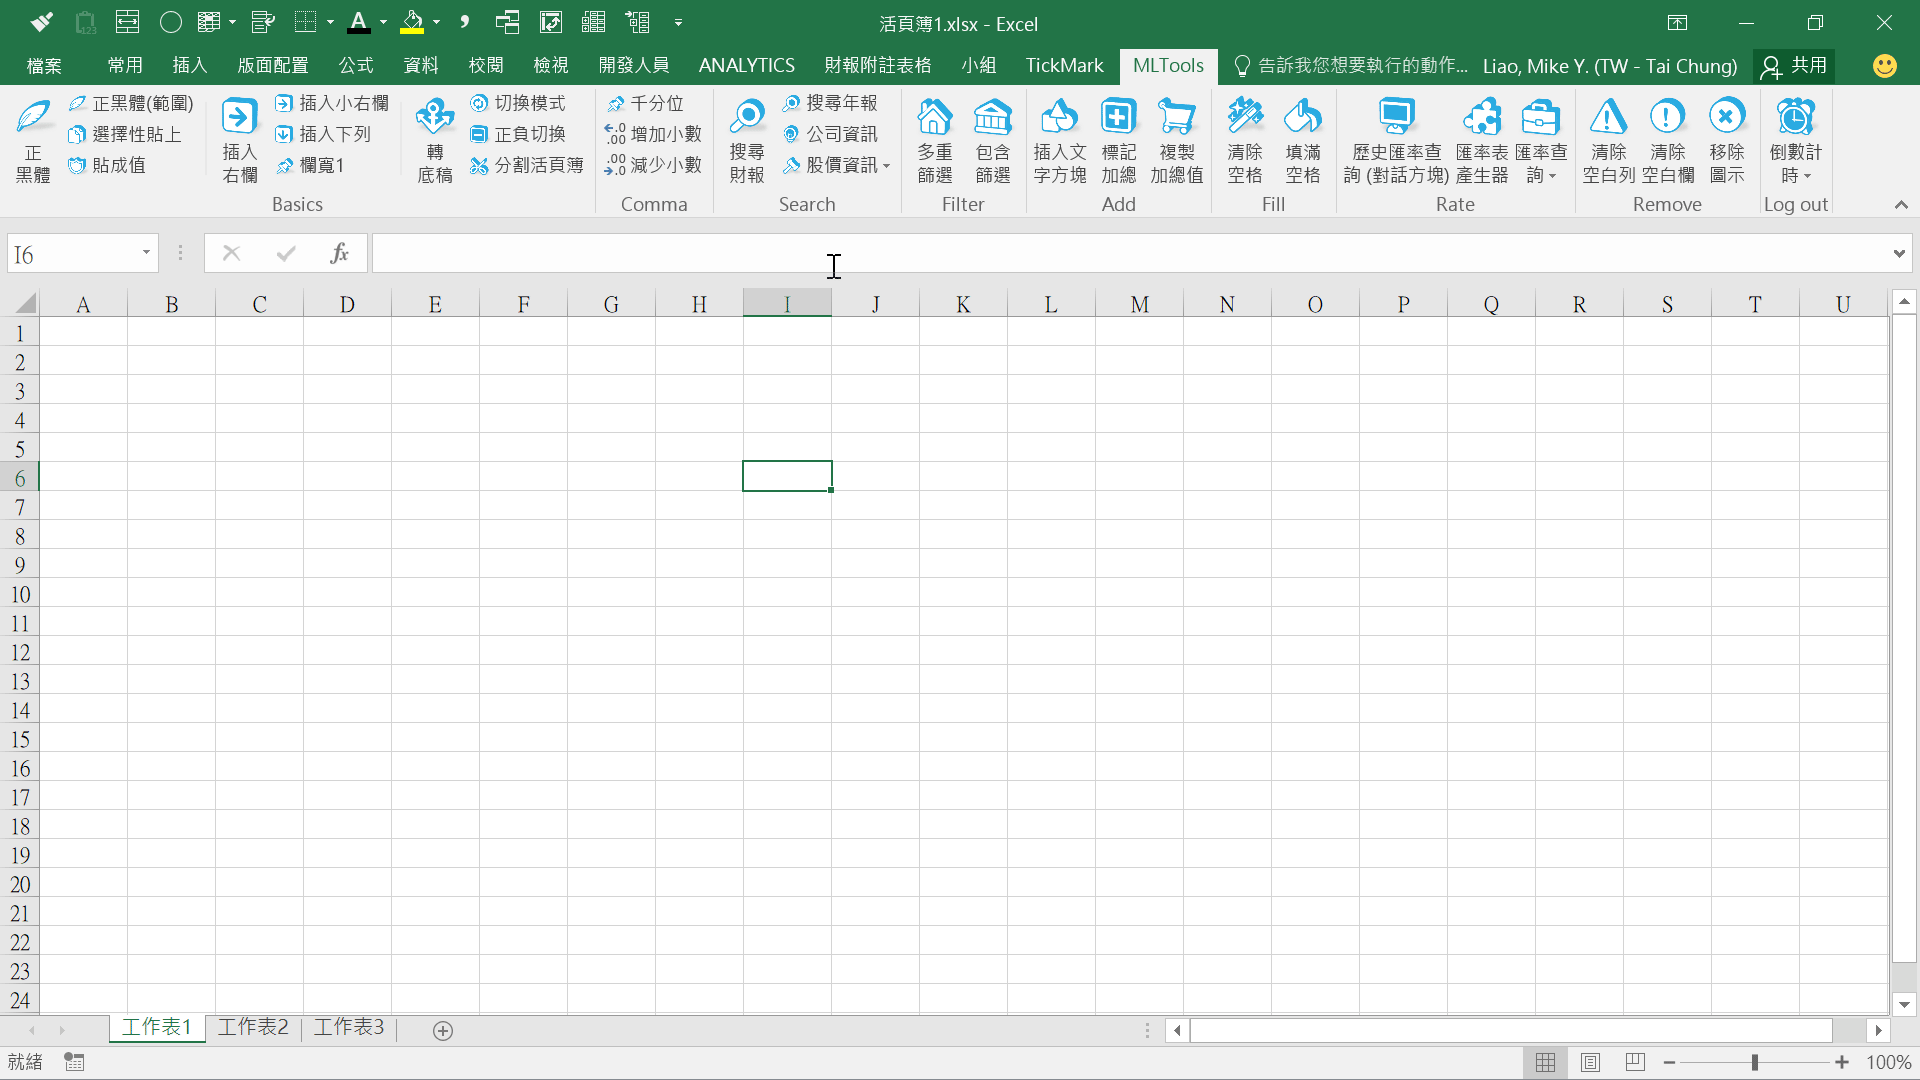 活頁簿1.xlsx - Excel
檔案 常用 插入 版面配置 公式 資料 校閱 檢視 開發人員 ANALYTICS 財報附註表格 小組 TickMark MLTools 告訴我您想要執行的動作... Liao, Mike Y. (TW - Tai Chung) 共用
正黑體(範圍) 插入小右欄 切換模式 千分位 搜尋年報
選擇性貼上 插入下列 正負切換 增加小數 公司資訊
貼成值 欄寬1 分割活頁簿 減少小數 股價資訊
正 插入 轉 搜尋 多重 包含 插入文 標記 複製 清除 填滿 歷史匯率查 匯率表 匯率查 清除 清除 移除 倒數計
黑體 右欄 底稿 財報 篩選 篩選 字方塊 加總 加總值 空格 空格 詢 (對話方塊) 產生器 詢 空白列 空白欄 圖示 時
Basics Comma Search Filter Add Fill Rate Remove Log out
I6 fx
A B C D E F G H I J K L M N O P Q R S T U
1
2
3
4
5
6
7
8
9
10
11
12
13
14
15
16
17
18
19
20
21
22
23
24
工作表1 工作表2 工作表3
就緒 100%